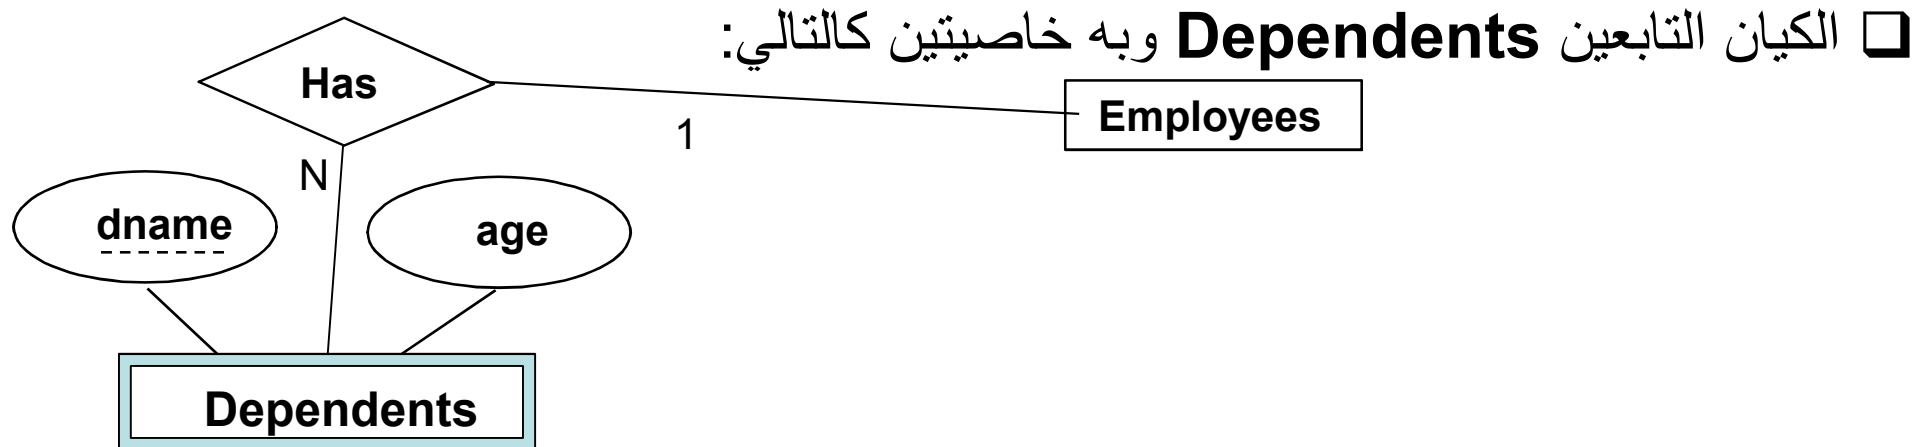 الكيان التابعين Dependents وبه خاصيتين كالتالي:
Has
Employees
1
N
dname
age
Dependents